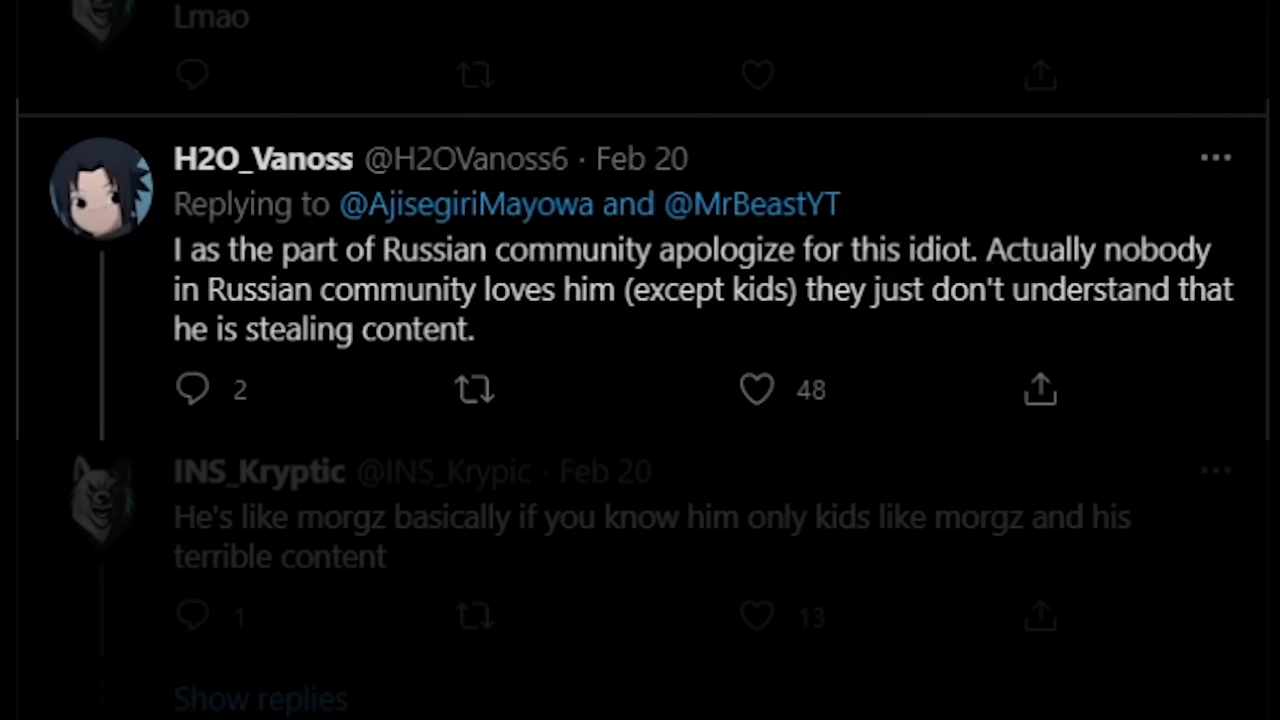 Lmao
H2O_Vanoss @H2OVanoss6 · Feb 20
Replying to @AjisegiriMayowa and @MrBeastYT
I as the part of Russian community apologize for this idiot. Actually nobody
in Russian community loves him (except kids) they just don't understand that
he is stealing content.
2 48
INS_Kryptic @INS_Krypic · Feb 20
He's like morgz basically if you know him only kids like morgz and his
terrible content
1 13
Show replies